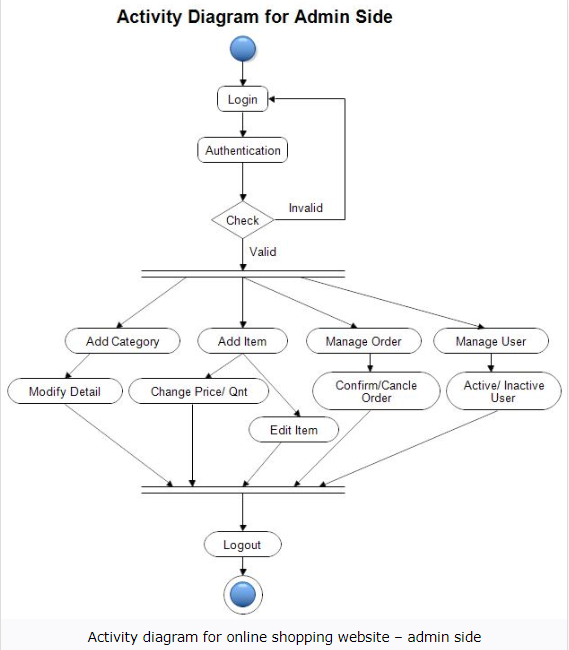 Activity Diagram for Admin Side
Login
Authentication
Check
Invalid
Valid
Add Category
Add Item
Manage Order
Manage User
Modify Detail
Change Price/ Qnt
Confirm/Cancle
Order
Active/ Inactive
User
Edit Item
Logout
Activity diagram for online shopping website – admin side